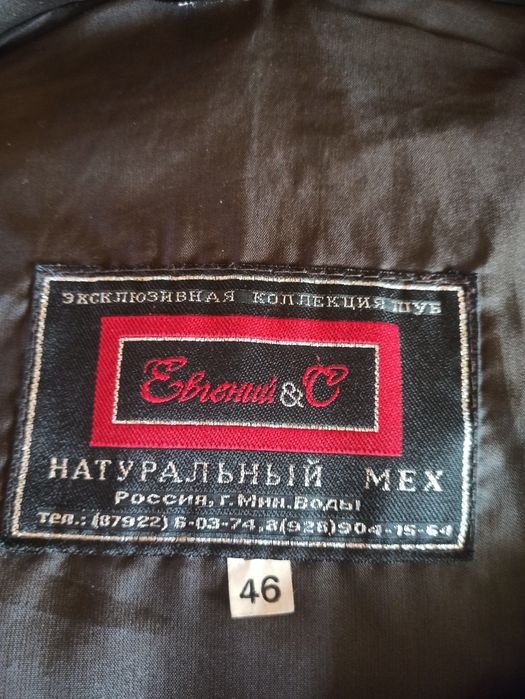 ЭКСКЛЮЗИВНАЯ КОЛЛЕКЦИЯ ШУБ
Евгений & С
НАТУРАЛЬНЫЙ МЕХ
Россия, г. Мин. Воды
тел.: (87922) 6-03-74, 8(928)904-15-64
46